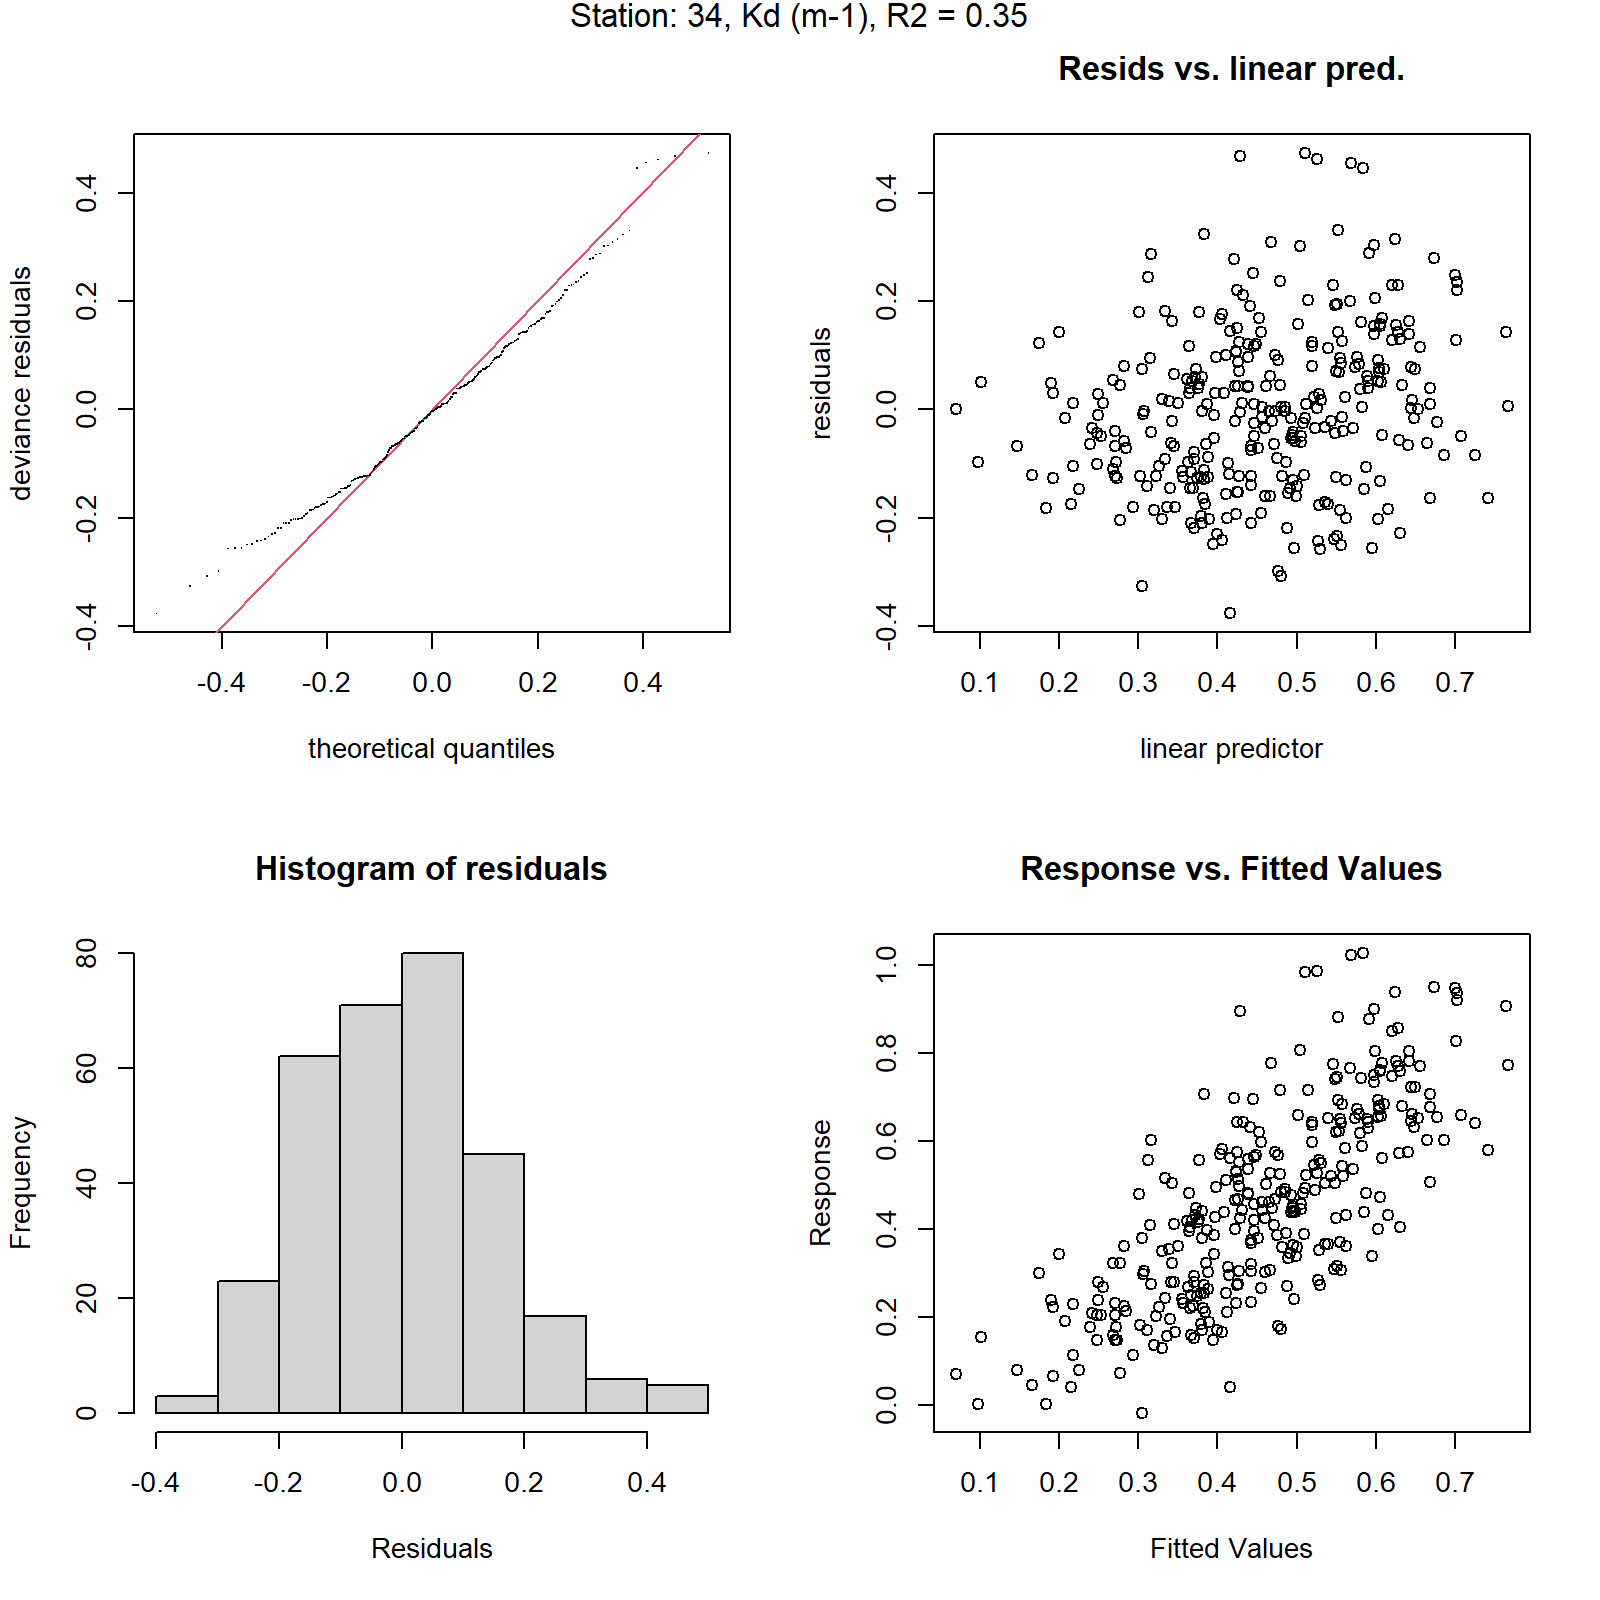 Station: 34, Kd (m-1), R2 = 0.35
deviance residuals
-0.4 -0.2 0.0 0.2 0.4
-0.4 -0.2 0.0 0.2 0.4
theoretical quantiles
Resids vs. linear pred.
residuals
-0.4 -0.2 0.0 0.2 0.4
0.1 0.2 0.3 0.4 0.5 0.6 0.7
linear predictor
Histogram of residuals
Frequency
0 20 40 60 80
-0.4 -0.2 0.0 0.2 0.4
Residuals
Response vs. Fitted Values
Response
0.0 0.2 0.4 0.6 0.8 1.0
0.1 0.2 0.3 0.4 0.5 0.6 0.7
Fitted Values